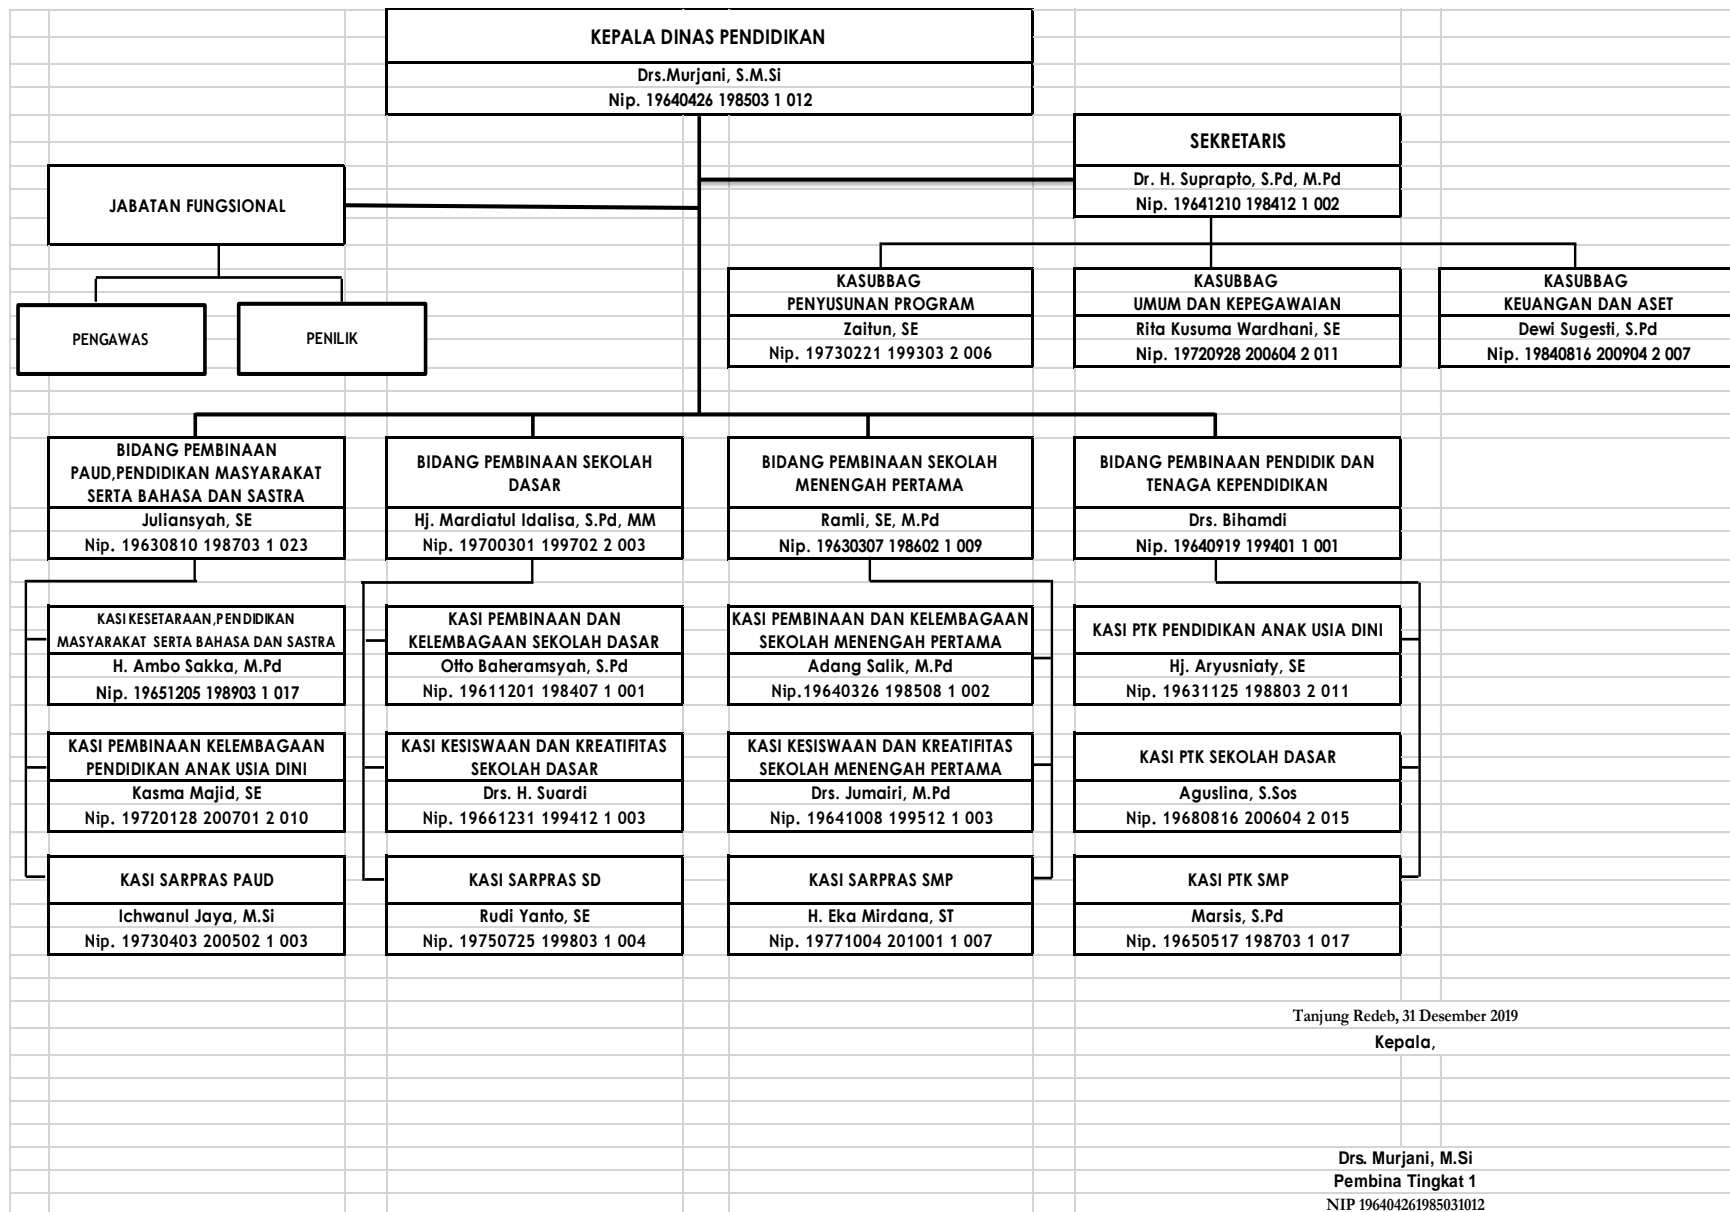 KEPALA DINAS PENDIDIKAN
Drs.Murjani, S.M.Si
Nip. 19640426 198503 1 012
SEKRETARIS
Dr. H. Suprapto, S.Pd, M.Pd
Nip. 19641210 198412 1 002
JABATAN FUNGSIONAL
PENGAWAS
PENILIK
KASUBBAG
PENYUSUNAN PROGRAM
Zaitun, SE
Nip. 19730221 199303 2 006
KASUBBAG
UMUM DAN KEPEGAWAIAN
Rita Kusuma Wardhani, SE
Nip. 19720928 200604 2 011
KASUBBAG
KEUANGAN DAN ASET
Dewi Sugesti, S.Pd
Nip. 19840816 200904 2 007
BIDANG PEMBINAAN
PAUD,PENDIDIKAN MASYARAKAT
SERTA BAHASA DAN SASTRA
Juliansyah, SE
Nip. 19630810 198703 1 023
BIDANG PEMBINAAN SEKOLAH
DASAR
Hj. Mardiatul Idalisa, S.Pd, MM
Nip. 19700301 199702 2 003
BIDANG PEMBINAAN SEKOLAH
MENENGAH PERTAMA
Ramli, SE, M.Pd
Nip. 19630307 198602 1 009
BIDANG PEMBINAAN PENDIDIK DAN
TENAGA KEPENDIDIKAN
Drs. Bihamdi
Nip. 19640919 199401 1 001
KASI KESETARAAN,PENDIDIKAN
MASYARAKAT SERTA BAHASA DAN SASTRA
H. Ambo Sakka, M.Pd
Nip. 19651205 198903 1 017
KASI PEMBINAAN DAN
KELEMBAGAAN SEKOLAH DASAR
Otto Baheramsyah, S.Pd
Nip. 19611201 198407 1 001
KASI PEMBINAAN DAN KELEMBAGAAN
SEKOLAH MENENGAH PERTAMA
Adang Salik, M.Pd
Nip.19640326 198508 1 002
KASI PTK PENDIDIKAN ANAK USIA DINI
Hj. Aryusniaty, SE
Nip. 19631125 198803 2 011
KASI PEMBINAAN KELEMBAGAAN
PENDIDIKAN ANAK USIA DINI
Kasma Majid, SE
Nip. 19720128 200701 2 010
KASI KESISWAAN DAN KREATIFITAS
SEKOLAH DASAR
Drs. H. Suardi
Nip. 19661231 199412 1 003
KASI KESISWAAN DAN KREATIFITAS
SEKOLAH MENENGAH PERTAMA
Drs. Jumairi, M.Pd
Nip. 19641008 199512 1 003
KASI PTK SEKOLAH DASAR
Aguslina, S.Sos
Nip. 19680816 200604 2 015
KASI SARPRAS PAUD
Ichwanul Jaya, M.Si
Nip. 19730403 200502 1 003
KASI SARPRAS SD
Rudi Yanto, SE
Nip. 19750725 199803 1 004
KASI SARPRAS SMP
H. Eka Mirdana, ST
Nip. 19771004 201001 1 007
KASI PTK SMP
Marsis, S.Pd
Nip. 19650517 198703 1 017
Tanjung Redeb, 31 Desember 2019
Kepala,
Drs. Murjani, M.Si
Pembina Tingkat 1
NIP 196404261985031012